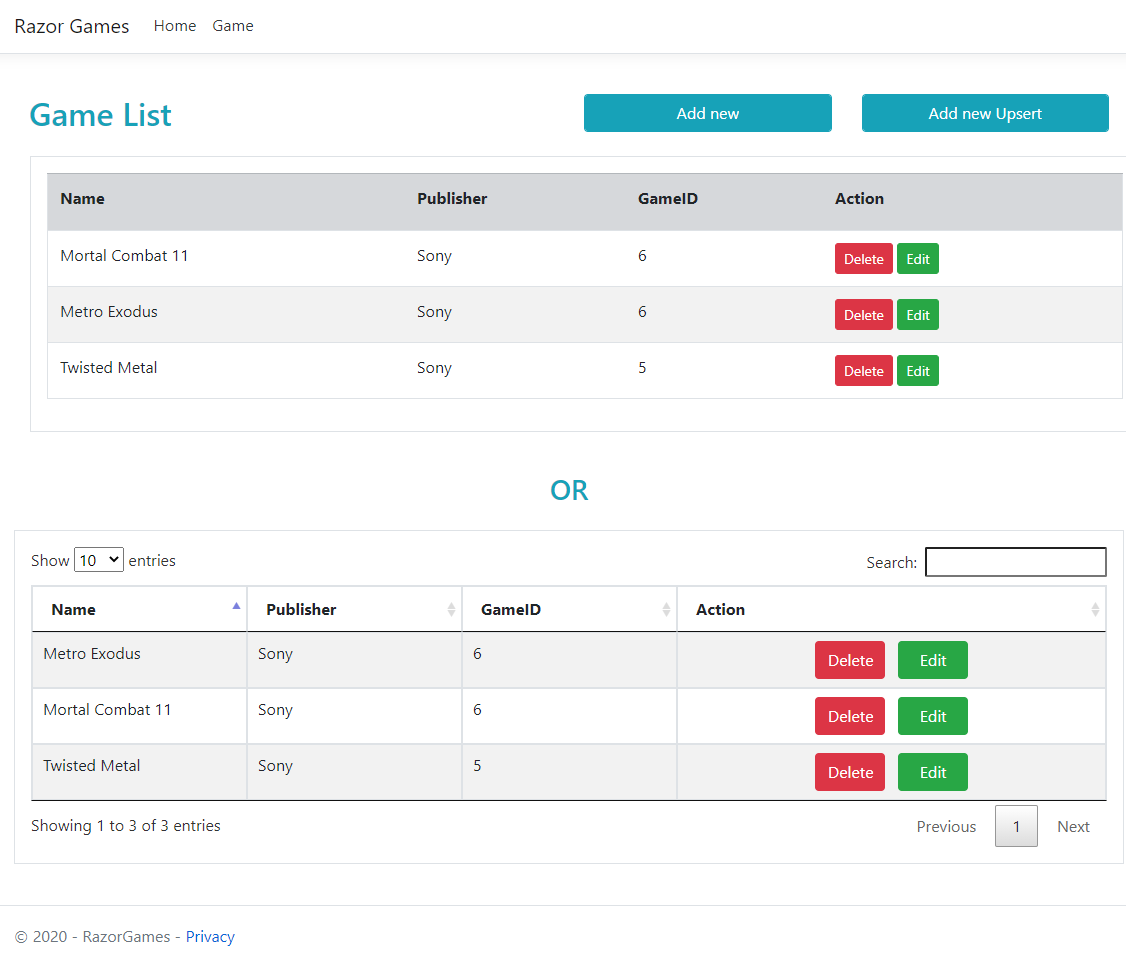 Razor Games Home Game
Game List Add new Add new Upsert
Name Publisher GameID Action
Mortal Combat 11 Sony 6 Delete Edit
Metro Exodus Sony 6 Delete Edit
Twisted Metal Sony 5 Delete Edit
OR
Show 10 entries Search:
Name Publisher GameID Action
Metro Exodus Sony 6 Delete Edit
Mortal Combat 11 Sony 6 Delete Edit
Twisted Metal Sony 5 Delete Edit
Showing 1 to 3 of 3 entries Previous 1 Next
© 2020 - RazorGames - Privacy